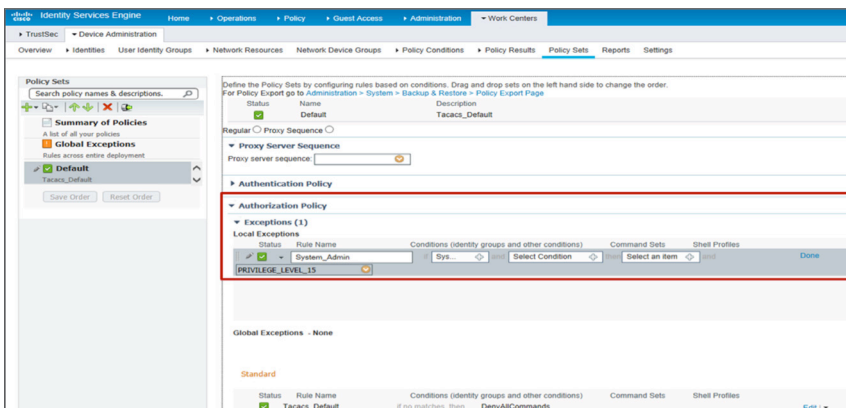 cisco Identity Services Engine Home Operations Policy Guest Access Administration Work Centers
TrustSec Device Administration
Overview Identities User Identity Groups Network Resources Network Device Groups Policy Conditions Policy Results Policy Sets Reports Settings
Policy Sets
Search policy names & descriptions.
Summary of Policies
A list of all your policies
Global Exceptions
Rules across entire deployment
Default
Tacacs_Default
Save Order Reset Order
Define the Policy Sets by configuring rules based on conditions. Drag and drop sets on the left hand side to change the order.
For Policy Export go to Administration > System > Backup & Restore > Policy Export Page
Status Name Description
Default Tacacs_Default
Regular Proxy Sequence
Proxy Server Sequence
Proxy server sequence:
Authentication Policy
Authorization Policy
Exceptions (1)
Local Exceptions
Status Rule Name Conditions (identity groups and other conditions) Command Sets Shell Profiles
System_Admin if Sys... and Select Condition then Select an item and Done
PRIVILEGE_LEVEL_15
Global Exceptions - None
Standard
Status Rule Name Conditions (identity groups and other conditions) Command Sets Shell Profiles
Tacacs_Default if no matches, then DenyAllCommands Edit